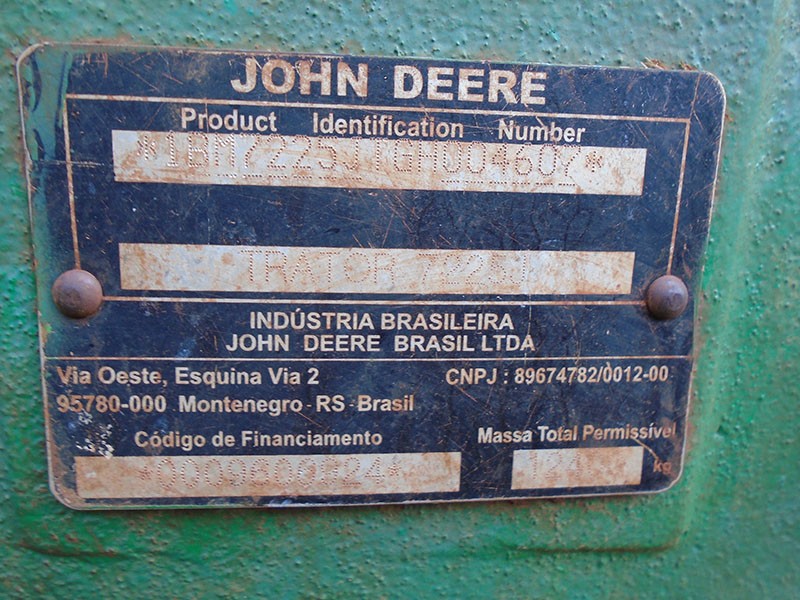 JOHN DEERE
Product Identification Number
*1BM7225JTGH004607*
TRATOR 7225J
INDÚSTRIA BRASILEIRA
JOHN DEERE BRASIL LTDA
Via Oeste, Esquina Via 2
CNPJ : 89674782/0012-00
95780-000 Montenegro - RS - Brasil
Código de Financiamento
Massa Total Permissível
kg